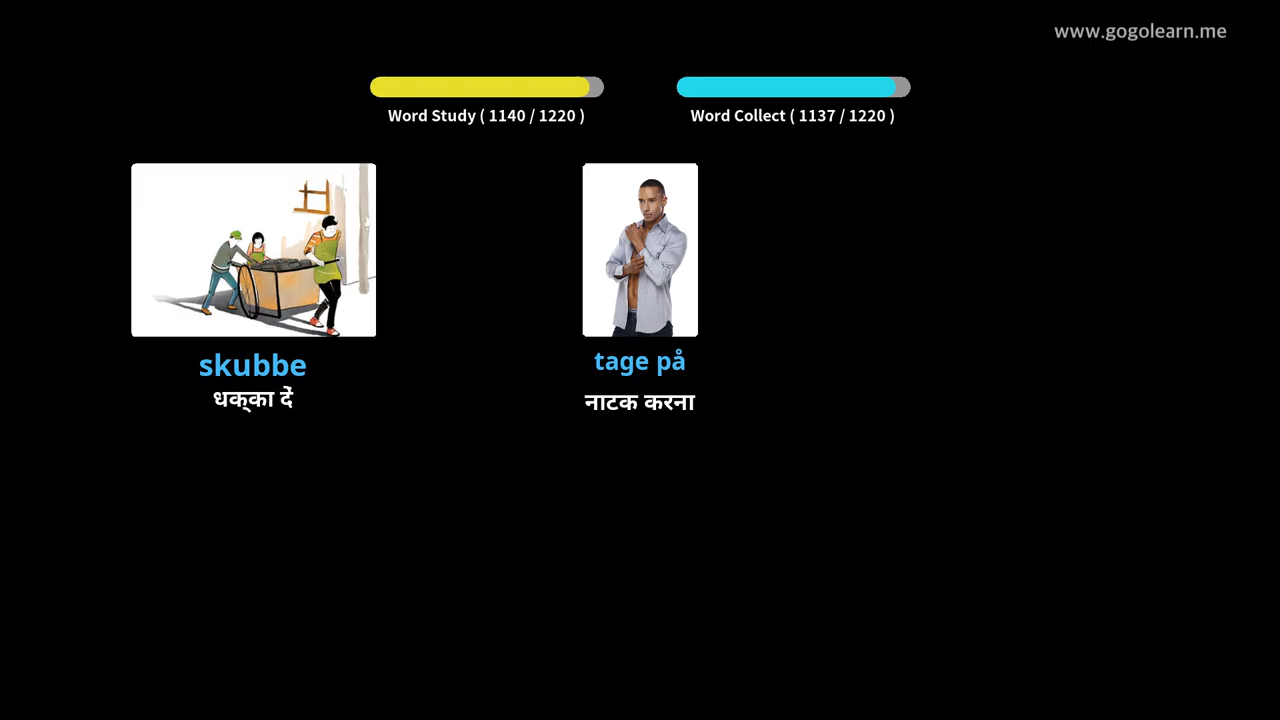 www.gogolearn.me
Word Study ( 1140 / 1220 )
Word Collect ( 1137 / 1220 )
skubbe
धक्का दें
tage på
नाटक करना